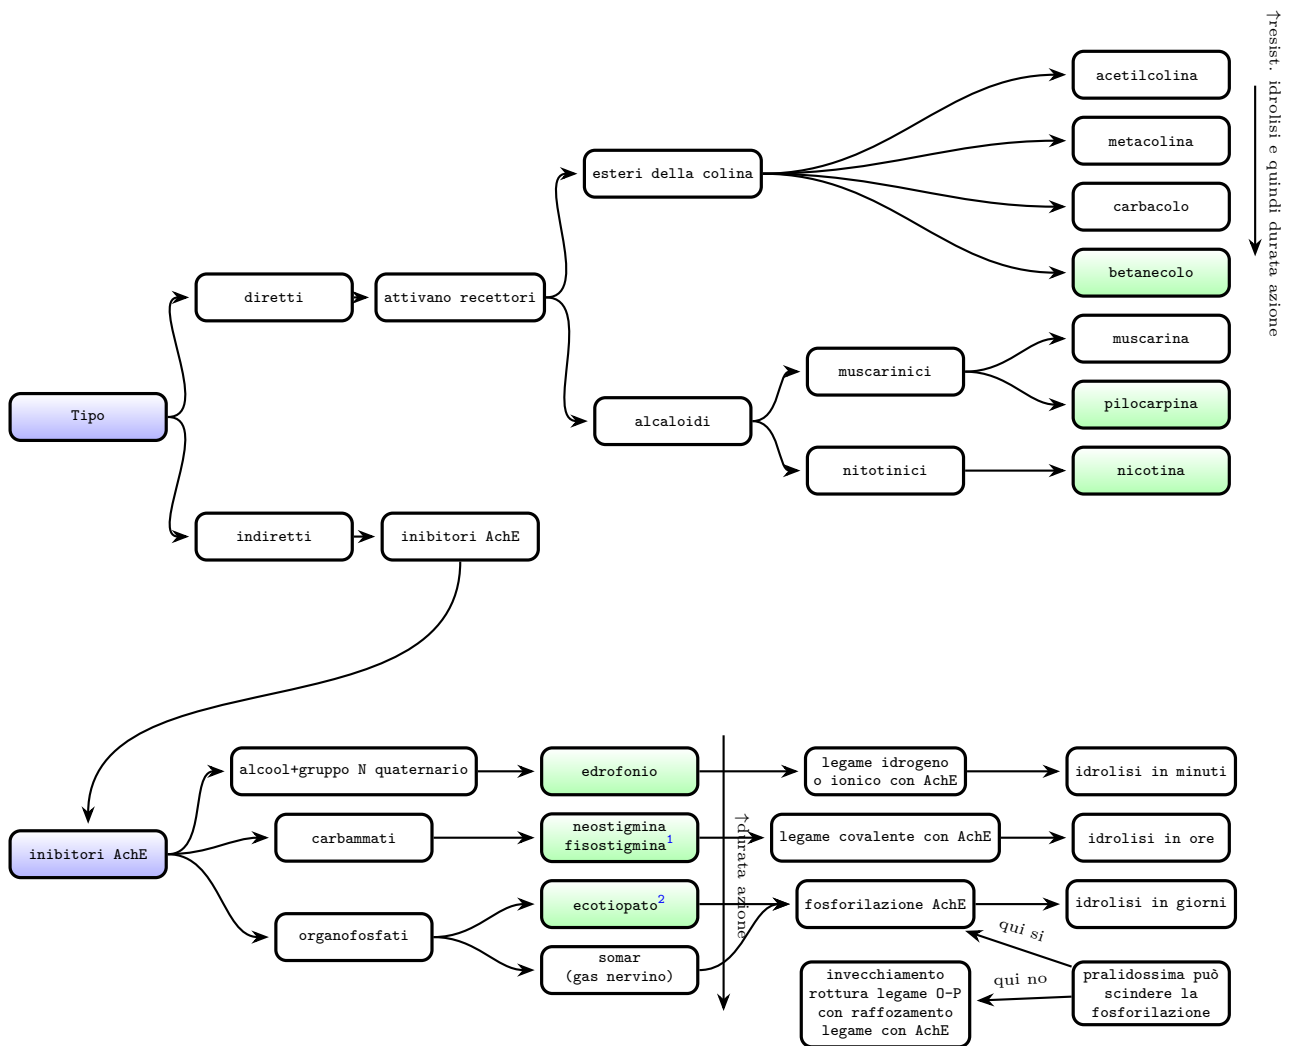 ↑resist. idrolisi e quindi durata azione
acetilcolina
metacolina
esteri della colina
carbacolo
betanecolo
diretti
attivano recettori
muscarina
muscarinici
pilocarpina
Tipo
alcaloidi
nitotinici
nicotina
indiretti
inibitori AchE
alcool+gruppo N quaternario
edrofonio
legame idrogeno
o ionico con AchE
idrolisi in minuti
↑durata azione
inibitori AchE
carbammati
neostigmina
fisostigmina1
legame covalente con AchE
idrolisi in ore
organofosfati
ecotiopato2
fosforilazione AchE
idrolisi in giorni
qui si
somar
(gas nervino)
invecchiamento
rottura legame O-P
con raffozamento
legame con AchE
qui no
pralidossima può
scindere la
fosforilazione